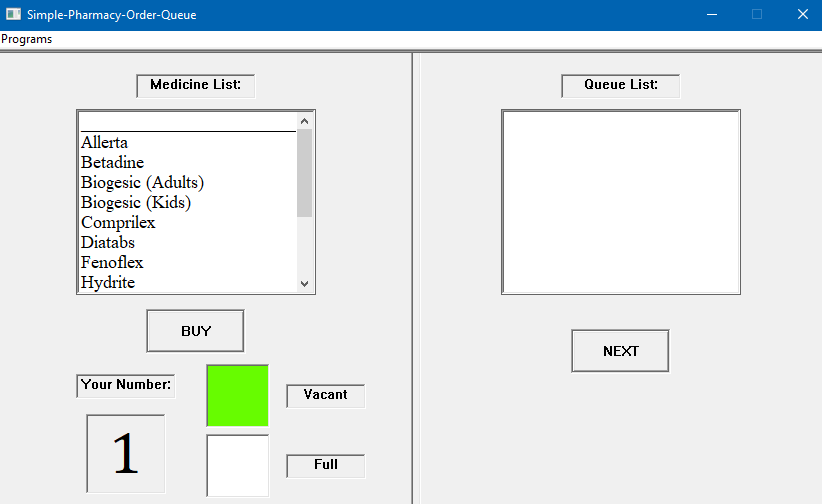 Simple-Pharmacy-Order-Queue
Programs
Medicine List:
Allerta
Betadine
Biogesic (Adults)
Biogesic (Kids)
Comprilex
Diatabs
Fenoflex
Hydrite
BUY
Your Number:
1
Vacant
Full
Queue List:
NEXT